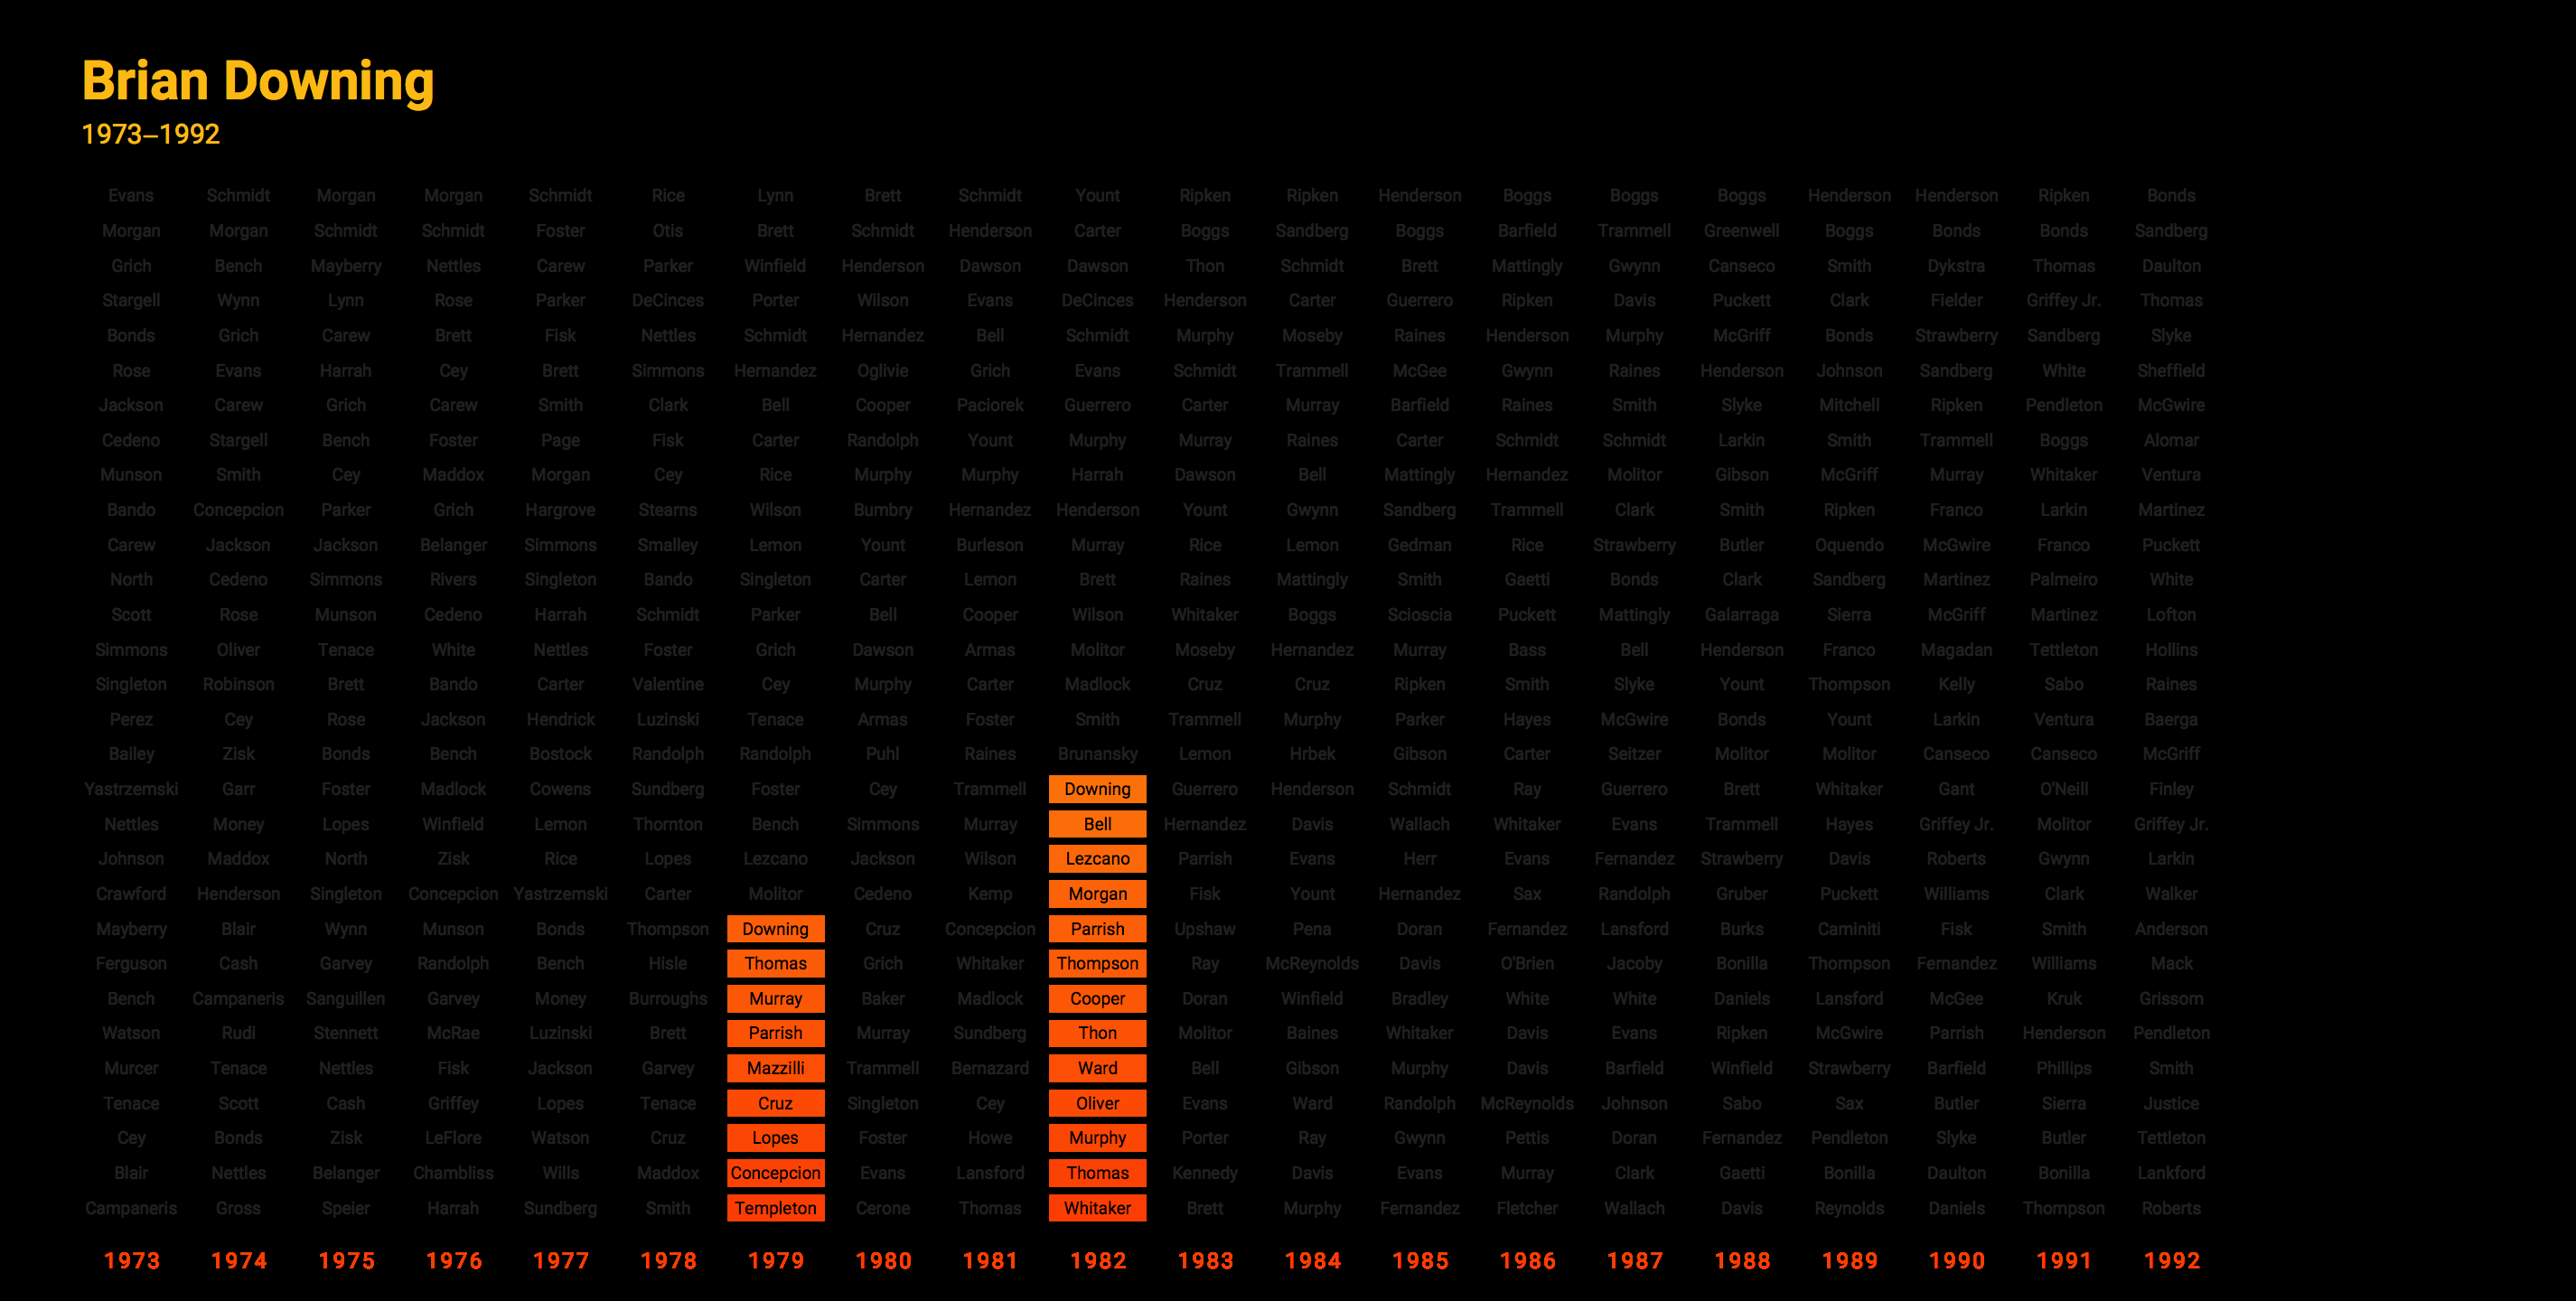 Brian Downing
1973–1992
Evans Schmidt Morgan Morgan Schmidt Rice Lynn Brett Schmidt Yount Ripken Ripken Henderson Boggs Boggs Boggs Henderson Henderson Ripken Bonds
Morgan Morgan Schmidt Schmidt Foster Otis Brett Schmidt Henderson Carter Boggs Sandberg Boggs Barfield Trammell Greenwell Boggs Bonds Bonds Sandberg
Grich Bench Mayberry Nettles Carew Parker Winfield Henderson Dawson Dawson Thon Schmidt Brett Mattingly Gwynn Canseco Smith Dykstra Thomas Daulton
Stargell Wynn Lynn Rose Parker DeCinces Porter Wilson Evans DeCinces Henderson Carter Guerrero Ripken Davis Puckett Clark Fielder Griffey Jr. Thomas
Bonds Grich Carew Brett Fisk Nettles Schmidt Hernandez Bell Schmidt Murphy Moseby Raines Henderson Murphy McGriff Bonds Strawberry Sandberg Slyke
Rose Evans Harrah Cey Brett Simmons Hernandez Oglivie Grich Evans Schmidt Trammell McGee Gwynn Raines Henderson Johnson Sandberg White Sheffield
Jackson Carew Grich Carew Smith Clark Bell Cooper Paciorek Guerrero Carter Murray Barfield Raines Smith Slyke Mitchell Ripken Pendleton McGwire
Cedeno Stargell Bench Foster Page Fisk Carter Randolph Yount Murphy Murray Raines Carter Schmidt Schmidt Larkin Smith Trammell Boggs Alomar
Munson Smith Cey Maddox Morgan Cey Rice Murphy Murphy Harrah Dawson Bell Mattingly Hernandez Molitor Gibson McGriff Murray Whitaker Ventura
Bando Concepcion Parker Grich Hargrove Stearns Wilson Bumbry Hernandez Henderson Yount Gwynn Sandberg Trammell Clark Smith Ripken Franco Larkin Martinez
Carew Jackson Jackson Belanger Simmons Smalley Lemon Yount Burleson Murray Rice Lemon Gedman Rice Strawberry Butler Oquendo McGwire Franco Puckett
North Cedeno Simmons Rivers Singleton Bando Singleton Carter Lemon Brett Raines Mattingly Smith Gaetti Bonds Clark Sandberg Martinez Palmeiro White
Scott Rose Munson Cedeno Harrah Schmidt Parker Bell Cooper Wilson Whitaker Boggs Scioscia Puckett Mattingly Galarraga Sierra McGriff Martinez Lofton
Simmons Oliver Tenace White Nettles Foster Grich Dawson Armas Molitor Moseby Hernandez Murray Bass Bell Henderson Franco Magadan Tettleton Hollins
Singleton Robinson Brett Bando Carter Valentine Cey Murphy Carter Madlock Cruz Cruz Ripken Smith Slyke Yount Thompson Kelly Sabo Raines
Perez Cey Rose Jackson Hendrick Luzinski Tenace Armas Foster Smith Trammell Murphy Parker Hayes McGwire Bonds Yount Larkin Ventura Baerga
Bailey Zisk Bonds Bench Bostock Randolph Randolph Puhl Raines Brunansky Lemon Hrbek Gibson Carter Seitzer Molitor Molitor Canseco Canseco McGriff
Yastrzemski Garr Foster Madlock Cowens Sundberg Foster Cey Trammell Downing Guerrero Henderson Schmidt Ray Guerrero Brett Whitaker Gant O'Neill Finley
Nettles Money Lopes Winfield Lemon Thornton Bench Simmons Murray Bell Hernandez Davis Wallach Whitaker Evans Trammell Hayes Griffey Jr. Molitor Griffey Jr.
Johnson Maddox North Zisk Rice Lopes Lezcano Jackson Wilson Lezcano Parrish Evans Herr Evans Fernandez Strawberry Davis Roberts Gwynn Larkin
Crawford Henderson Singleton Concepcion Yastrzemski Carter Molitor Cedeno Kemp Morgan Fisk Yount Hernandez Sax Randolph Gruber Puckett Williams Clark Walker
Mayberry Blair Wynn Munson Bonds Thompson Downing Cruz Concepcion Parrish Upshaw Pena Doran Fernandez Lansford Burks Caminiti Fisk Smith Anderson
Ferguson Cash Garvey Randolph Bench Hisle Thomas Grich Whitaker Thompson Ray McReynolds Davis O'Brien Jacoby Bonilla Thompson Fernandez Williams Mack
Bench Campaneris Sanguillen Garvey Money Burroughs Murray Baker Madlock Cooper Doran Winfield Bradley White White Daniels Lansford McGee Kruk Grissom
Watson Rudi Stennett McRae Luzinski Brett Parrish Murray Sundberg Thon Molitor Baines Whitaker Davis Evans Ripken McGwire Parrish Henderson Pendleton
Murcer Tenace Nettles Fisk Jackson Garvey Mazzilli Trammell Bernazard Ward Bell Gibson Murphy Davis Barfield Winfield Strawberry Barfield Phillips Smith
Tenace Scott Cash Griffey Lopes Tenace Cruz Singleton Cey Oliver Evans Ward Randolph McReynolds Johnson Sabo Sax Butler Sierra Justice
Cey Bonds Zisk LeFlore Watson Cruz Lopes Foster Howe Murphy Porter Ray Gwynn Pettis Doran Fernandez Pendleton Slyke Butler Tettleton
Blair Nettles Belanger Chambliss Wills Maddox Concepcion Evans Lansford Thomas Kennedy Davis Evans Murray Clark Gaetti Bonilla Daulton Bonilla Lankford
Campaneris Gross Speier Harrah Sundberg Smith Templeton Cerone Thomas Whitaker Brett Murphy Fernandez Fletcher Wallach Davis Reynolds Daniels Thompson Roberts
1973 1974 1975 1976 1977 1978 1979 1980 1981 1982 1983 1984 1985 1986 1987 1988 1989 1990 1991 1992